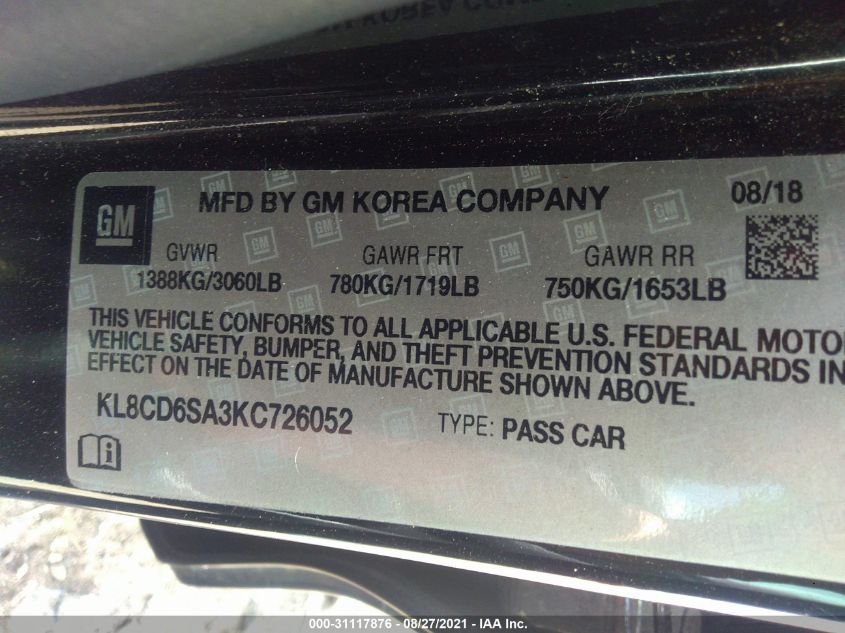 MFD BY GM KOREA COMPANY 08/18
GM
GVWR GAWR FRT GAWR RR
1388KG/3060LB 780KG/1719LB 750KG/1653LB
THIS VEHICLE CONFORMS TO ALL APPLICABLE U.S. FEDERAL MOTOR
VEHICLE SAFETY, BUMPER, AND THEFT PREVENTION STANDARDS IN
EFFECT ON THE DATE OF MANUFACTURE SHOWN ABOVE.
KL8CD6SA3KC726052 TYPE: PASS CAR
000-31117876 - 08/27/2021 - IAA Inc.